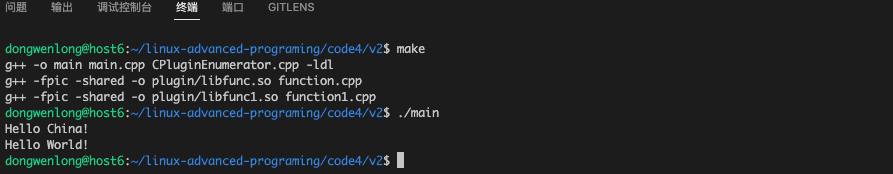 问题 输出 调试控制台 终端 端口 GITLENS
dongwenlong@host6:~/linux-advanced-programing/code4/v2$ make
g++ -o main main.cpp CPluginEnumerator.cpp -ldl
g++ -fpic -shared -o plugin/libfunc.so function.cpp
g++ -fpic -shared -o plugin/libfunc1.so function1.cpp
dongwenlong@host6:~/linux-advanced-programing/code4/v2$ ./main
Hello China!
Hello World!
dongwenlong@host6:~/linux-advanced-programing/code4/v2$